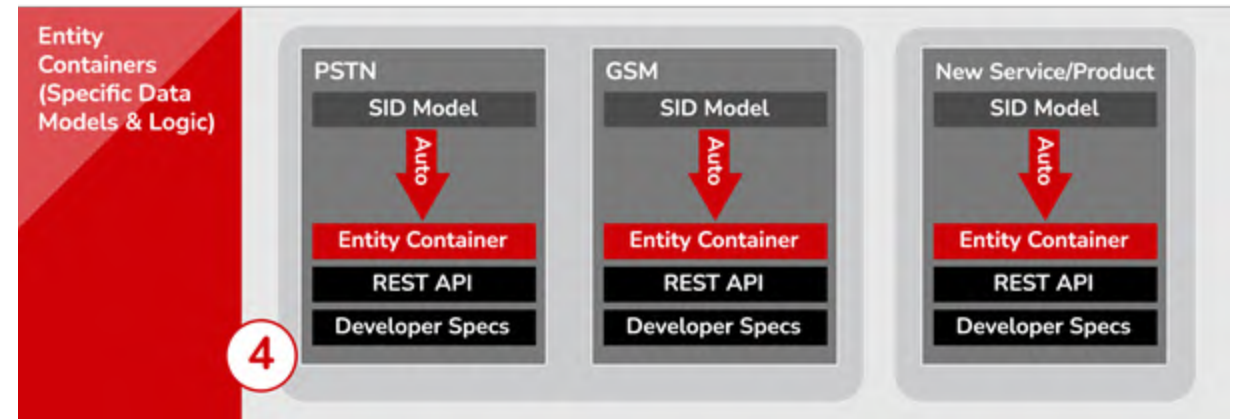 Entity
Containers
(Specific Data
Models & Logic)
4
PSTN
SID Model
Auto
Entity Container
REST API
Developer Specs
GSM
SID Model
Auto
Entity Container
REST API
Developer Specs
New Service/Product
SID Model
Auto
Entity Container
REST API
Developer Specs